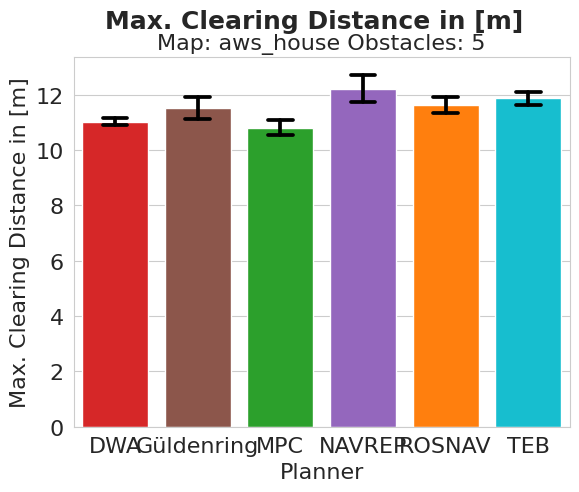 Max. Clearing Distance in [m]
Map: aws_house Obstacles: 5
Max. Clearing Distance in [m]
12
10
8
6
4
2
0
DWA Güldenring MPC NAVREP ROSNAV TEB
Planner